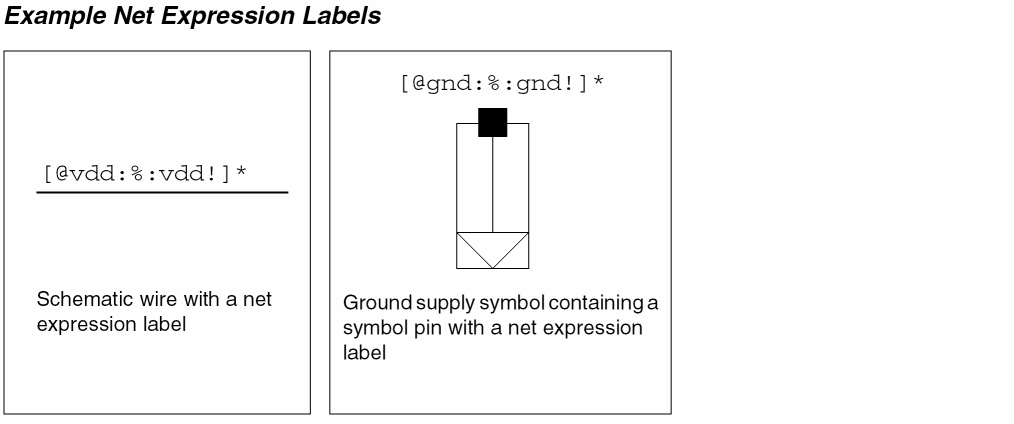 Example Net Expression Labels
[@gnd:%:gnd!]*
[@vdd:%:vdd!]*
Schematic wire with a net
expression label
Ground supply symbol containing a
symbol pin with a net expression
label